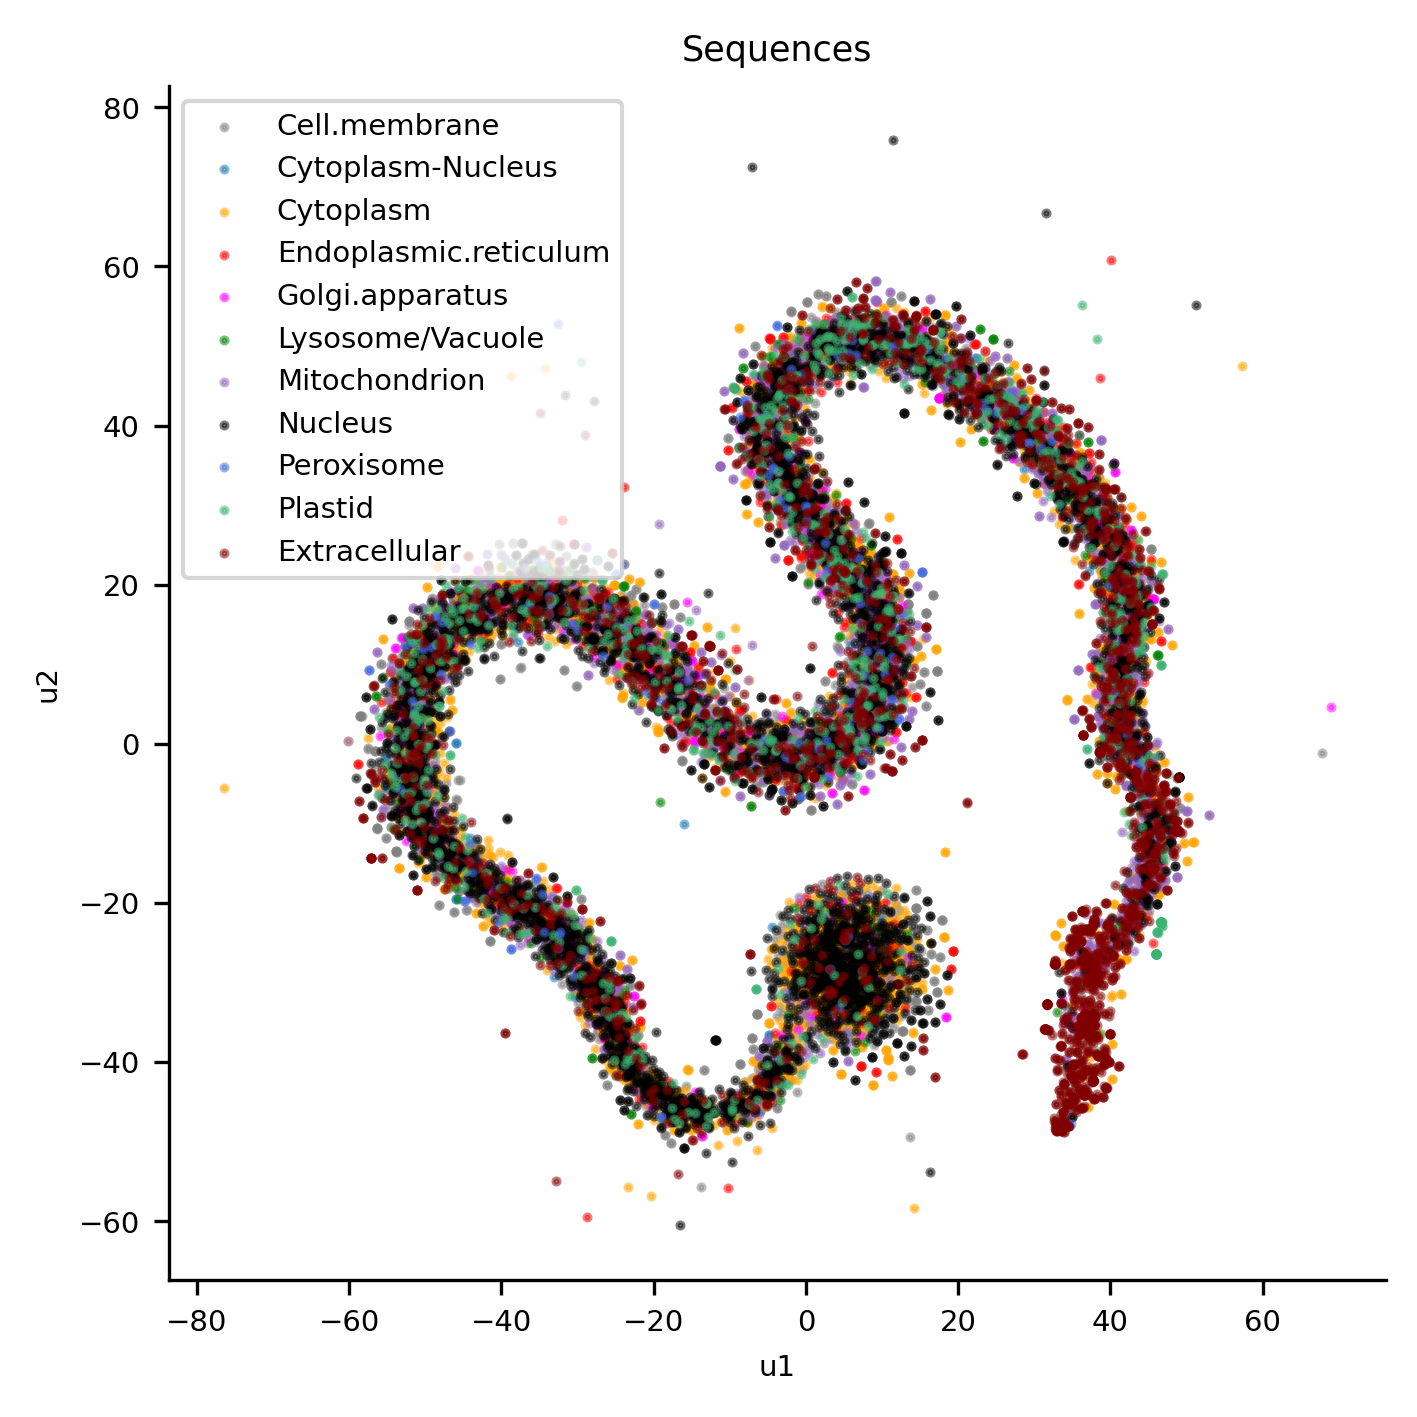 Sequences
80
60
40
20
0
−20
−40
−60
u2
Cell.membrane
Cytoplasm-Nucleus
Cytoplasm
Endoplasmic.reticulum
Golgi.apparatus
Lysosome/Vacuole
Mitochondrion
Nucleus
Peroxisome
Plastid
Extracellular
−80 −60 −40 −20 0 20 40 60
u1